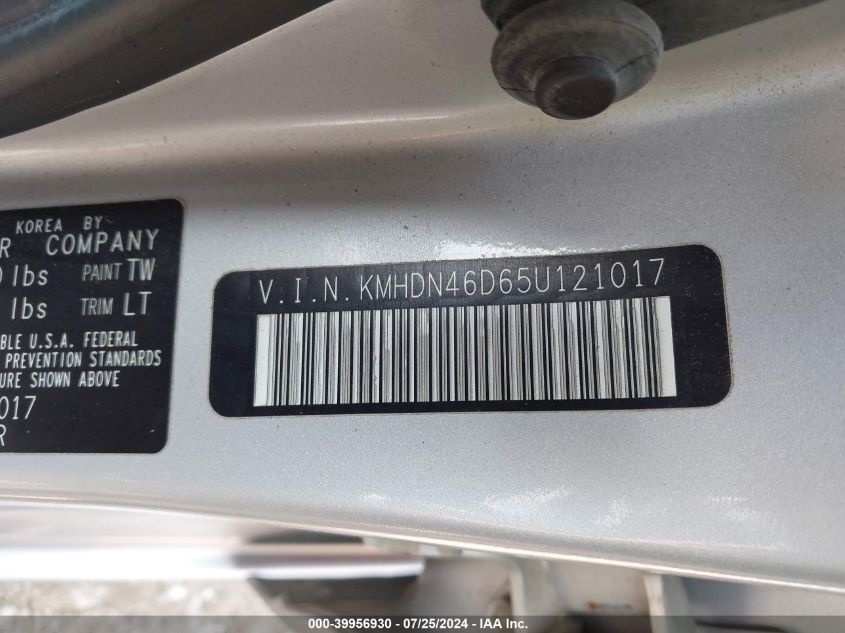 KOREA BY
R COMPANY
0 lbs PAINT TW
lbs TRIM LT
BLE U.S.A. FEDERAL
PREVENTION STANDARDS
URE SHOWN ABOVE
017
R
V.I.N. KMHDN46D65U121017
000-39956930 - 07/25/2024 - IAA Inc.